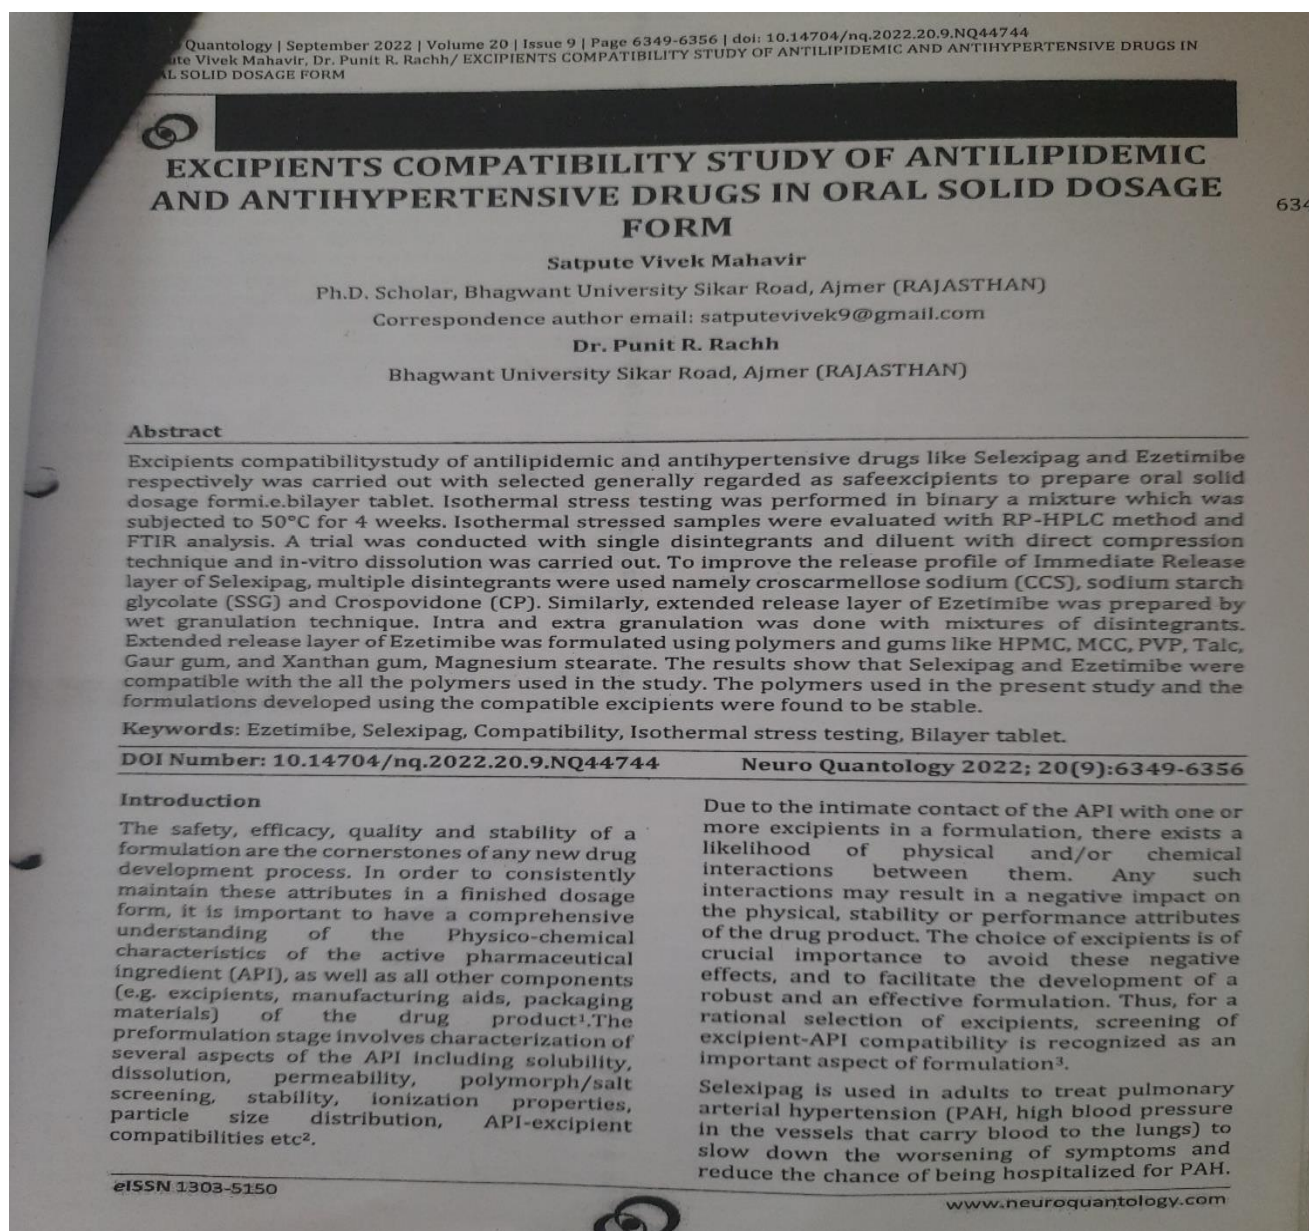 Quantology | September 2022 | Volume 20 | Issue 9 | Page 6349-6356 | doi: 10.14704/nq.2022.20.9.NQ44744
Vivek Mahavir, Dr. Punit R. Rachh/ EXCIPIENTS COMPATIBILITY STUDY OF ANTILIPIDEMIC AND ANTIHYPERTENSIVE DRUGS IN
SOLID DOSAGE FORM
EXCIPIENTS COMPATIBILITY STUDY OF ANTILIPIDEMIC
AND ANTIHYPERTENSIVE DRUGS IN ORAL SOLID DOSAGE
FORM
634
Satpute Vivek Mahavir
Ph.D. Scholar, Bhagwant University Sikar Road, Ajmer (RAJASTHAN)
Correspondence author email: satputevivek9@gmail.com
Dr. Punit R. Rachh
Bhagwant University Sikar Road, Ajmer (RAJASTHAN)
Abstract
Excipients compatibilitystudy of antilipidemic and antihypertensive drugs like Selexipag and Ezetimibe
respectively was carried out with selected generally regarded as safeexcipients to prepare oral solid
dosage formi.e.bilayer tablet. Isothermal stress testing was performed in binary a mixture which was
subjected to 50°C for 4 weeks. Isothermal stressed samples were evaluated with RP-HPLC method and
FTIR analysis. A trial was conducted with single disintegrants and diluent with direct compression
technique and in-vitro dissolution was carried out. To improve the release profile of Immediate Release
layer of Selexipag, multiple disintegrants were used namely croscarmellose sodium (CCS), sodium starch
glycolate (SSG) and Crospovidone (CP). Similarly, extended release layer of Ezetimibe was prepared by
wet granulation technique. Intra and extra granulation was done with mixtures of disintegrants.
Extended release layer of Ezetimibe was formulated using polymers and gums like HPMC, MCC, PVP, Talc,
Gaur gum, and Xanthan gum, Magnesium stearate. The results show that Selexipag and Ezetimibe were
compatible with the all the polymers used in the study. The polymers used in the present study and the
formulations developed using the compatible excipients were found to be stable.
Keywords: Ezetimibe, Selexipag, Compatibility, Isothermal stress testing, Bilayer tablet.
DOI Number: 10.14704/nq.2022.20.9.NQ44744 Neuro Quantology 2022; 20(9):6349-6356
Introduction
The safety, efficacy, quality and stability of a
formulation are the cornerstones of any new drug
development process. In order to consistently
maintain these attributes in a finished dosage
form, it is important to have a comprehensive
understanding of the Physico-chemical
characteristics of the active pharmaceutical
ingredient (API), as well as all other components
(e.g. excipients, manufacturing aids, packaging
materials) of the drug product¹.The
preformulation stage involves characterization of
several aspects of the API including solubility,
dissolution, permeability, polymorph/salt
screening, stability, ionization properties,
particle size distribution, API-excipient
compatibilities etc².
Due to the intimate contact of the API with one or
more excipients in a formulation, there exists a
likelihood of physical and/or chemical
interactions between them. Any such
interactions may result in a negative impact on
the physical, stability or performance attributes
of the drug product. The choice of excipients is of
crucial importance to avoid these negative
effects, and to facilitate the development of a
robust and an effective formulation. Thus, for a
rational selection of excipients, screening of
excipient-API compatibility is recognized as an
important aspect of formulation³.
Selexipag is used in adults to treat pulmonary
arterial hypertension (PAH, high blood pressure
in the vessels that carry blood to the lungs) to
slow down the worsening of symptoms and
reduce the chance of being hospitalized for PAH.
eISSN 1303-5150
www.neuroquantology.com